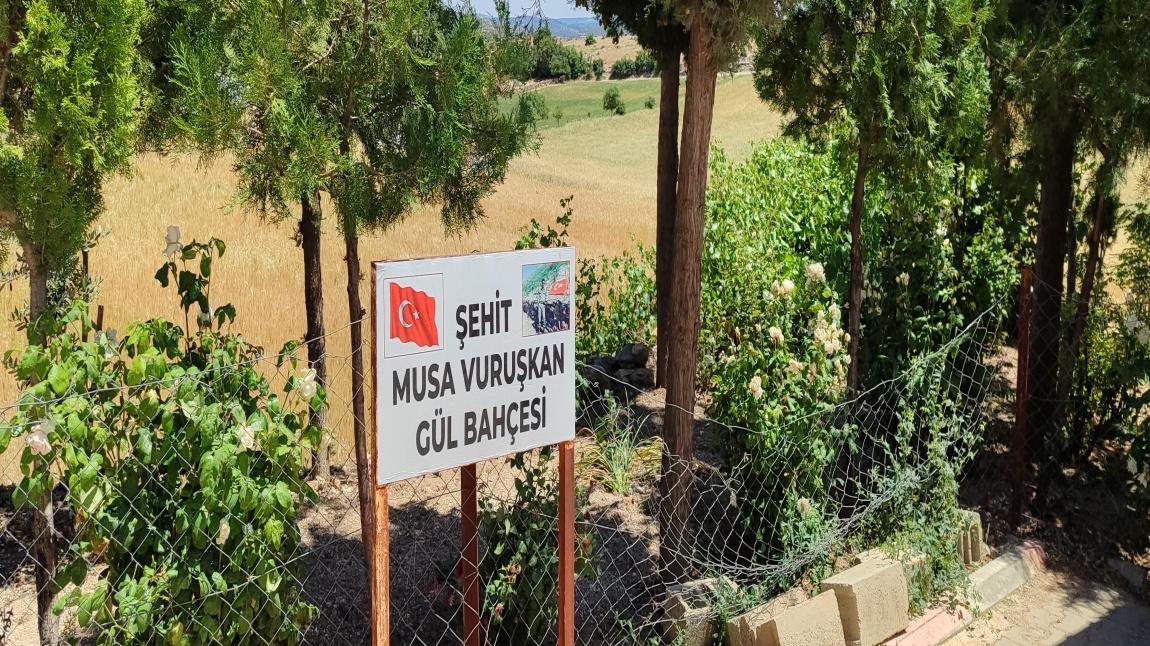 ŞEHİT
MUSA VURUŞKAN
GÜL BAHÇESİ